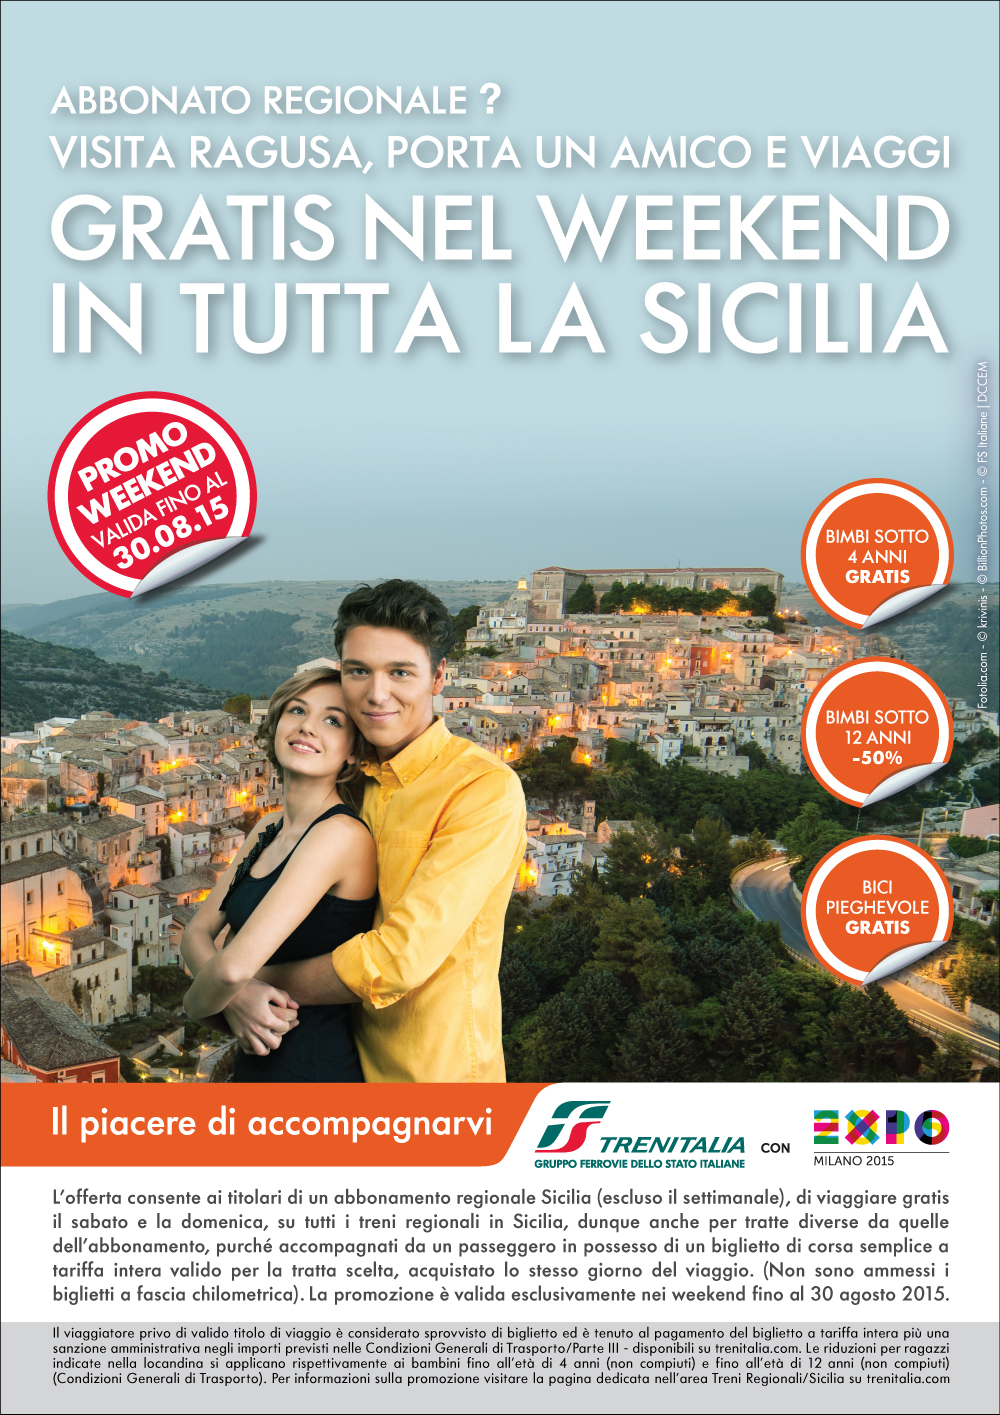 ABBONATO REGIONALE ?
VISITA RAGUSA, PORTA UN AMICO E VIAGGI
GRATIS NEL WEEKEND
IN TUTTA LA SICILIA
PROMO
WEEKEND
VALIDA FINO AL
30.08.15
BIMBI SOTTO
4 ANNI
GRATIS
BIMBI SOTTO
12 ANNI
-50%
BICI
PIEGHEVOLE
GRATIS
Fotolia.com - © krivinis - © BillionPhotos.com - © FS Italiane | DCCEM
Il piacere di accompagnarvi
TRENITALIA
GRUPPO FERROVIE DELLO STATO ITALIANE
CON
EXPO
MILANO 2015
L'offerta consente ai titolari di un abbonamento regionale Sicilia (escluso il settimanale), di viaggiare gratis
il sabato e la domenica, su tutti i treni regionali in Sicilia, dunque anche per tratte diverse da quelle
dell'abbonamento, purché accompagnati da un passeggero in possesso di un biglietto di corsa semplice a
tariffa intera valido per la tratta scelta, acquistato lo stesso giorno del viaggio. (Non sono ammessi i
biglietti a fascia chilometrica). La promozione è valida esclusivamente nei weekend fino al 30 agosto 2015.
Il viaggiatore privo di valido titolo di viaggio è considerato sprovvisto di biglietto ed è tenuto al pagamento del biglietto a tariffa intera più una
sanzione amministrativa negli importi previsti nelle Condizioni Generali di Trasporto/Parte III - disponibili su trenitalia.com. Le riduzioni per ragazzi
indicate nella locandina si applicano rispettivamente ai bambini fino all'età di 4 anni (non compiuti) e fino all'età di 12 anni (non compiuti)
(Condizioni Generali di Trasporto). Per informazioni sulla promozione visitare la pagina dedicata nell'area Treni Regionali/Sicilia su trenitalia.com